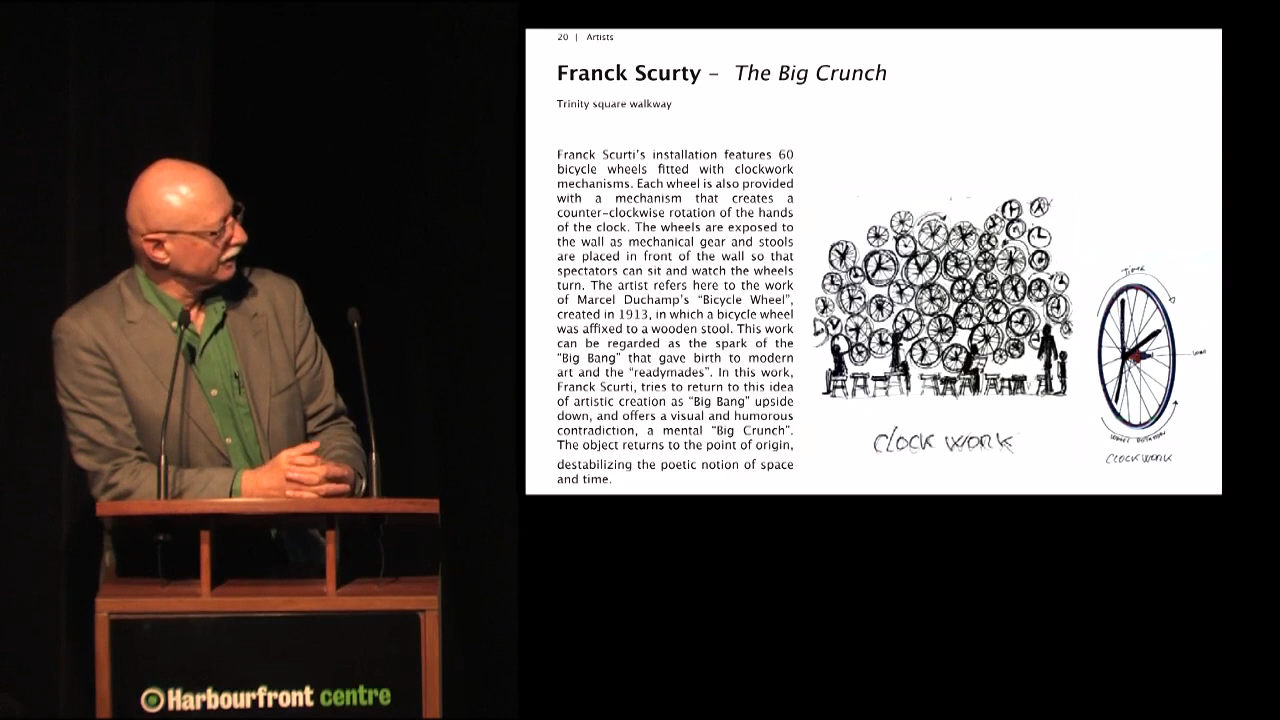 20 | Artists
Franck Scurty – The Big Crunch
Trinity square walkway
Franck Scurti's installation features 60
bicycle wheels fitted with clockwork
mechanisms. Each wheel is also provided
with a mechanism that creates a
counter-clockwise rotation of the hands
of the clock. The wheels are exposed to
the wall as mechanical gear and stools
are placed in front of the wall so that
spectators can sit and watch the wheels
turn. The artist refers here to the work
of Marcel Duchamp's "Bicycle Wheel",
created in 1913, in which a bicycle wheel
was affixed to a wooden stool. This work
can be regarded as the spark of the
"Big Bang" that gave birth to modern
art and the "readymades". In this work,
Franck Scurti, tries to return to this idea
of artistic creation as "Big Bang" upside
down, and offers a visual and humorous
contradiction, a mental "Big Crunch".
The object returns to the point of origin,
destabilizing the poetic notion of space
and time.
CLOCK WORK
Time
CLOCK WORK
Harbourfront centre